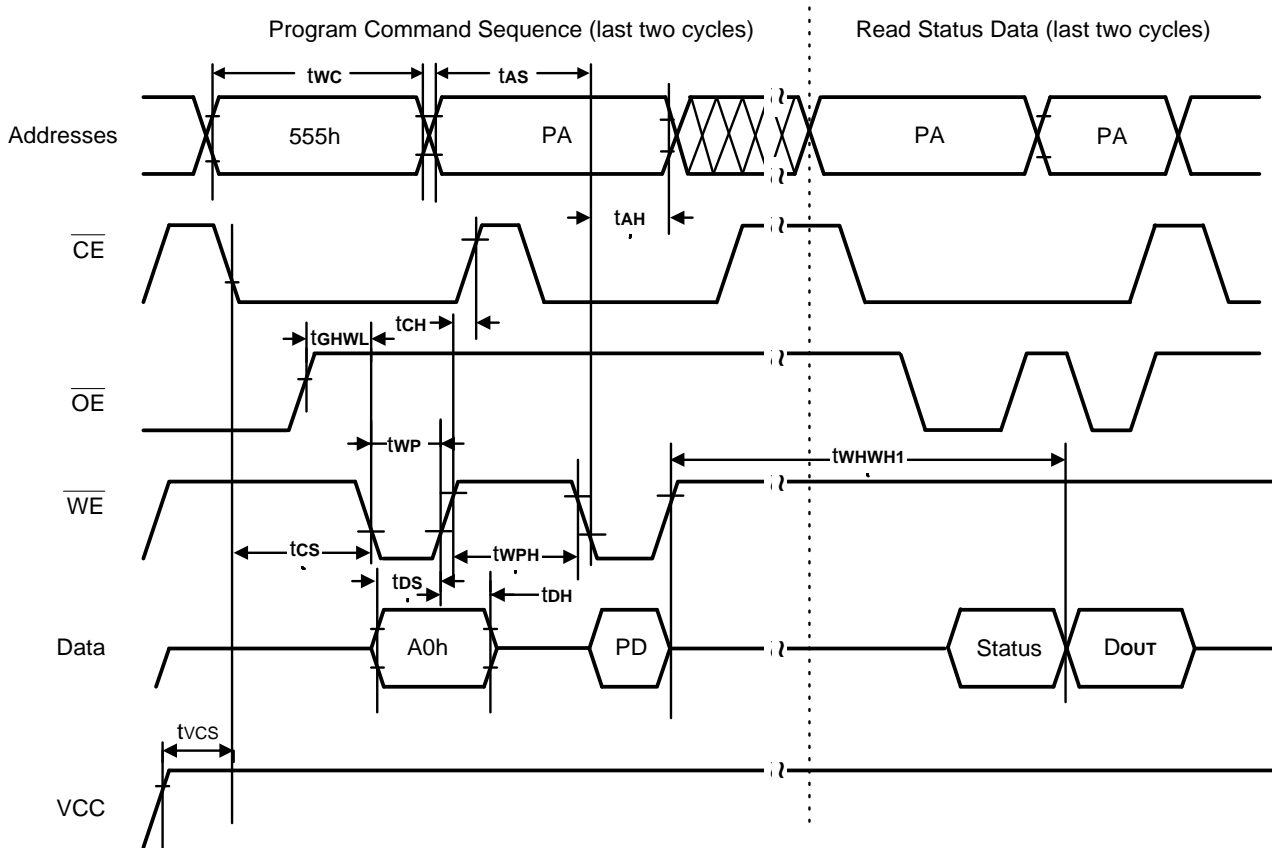 Program Command Sequence (last two cycles) Read Status Data (last two cycles)
tWC tAS
Addresses 555h PA PA PA
tAH
CE
tGHWL tCH
OE
tWP tWHWH1
WE
tCS tWPH
tDS tDH
Data A0h PD Status DOUT
tVCS
VCC